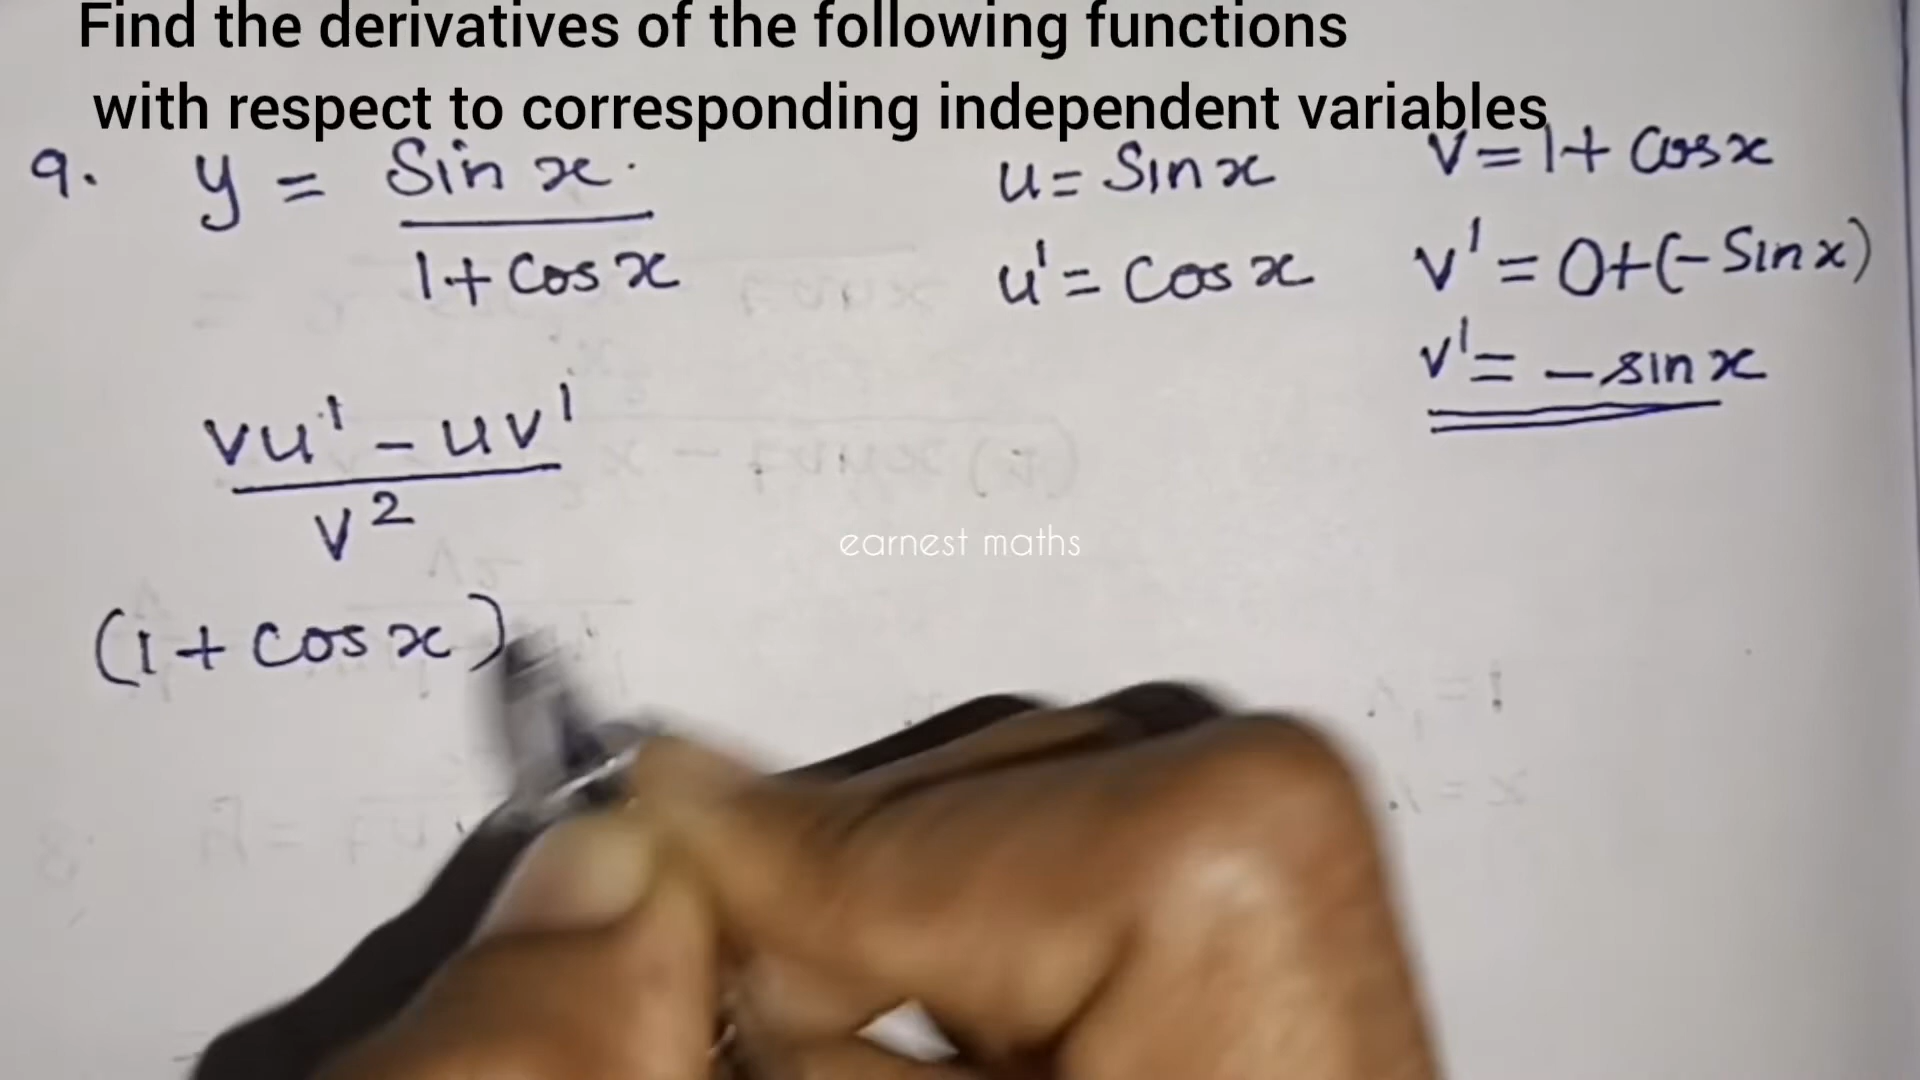 Find the derivatives of the following functions
with respect to corresponding independent variables
9. y = Sin x / 1 + cos x
u = Sin x
u' = cos x
v = 1 + cos x
v' = 0 + (- Sin x)
v' = - sin x
vu' - uv' / v²
earnest maths
(1 + cos x)